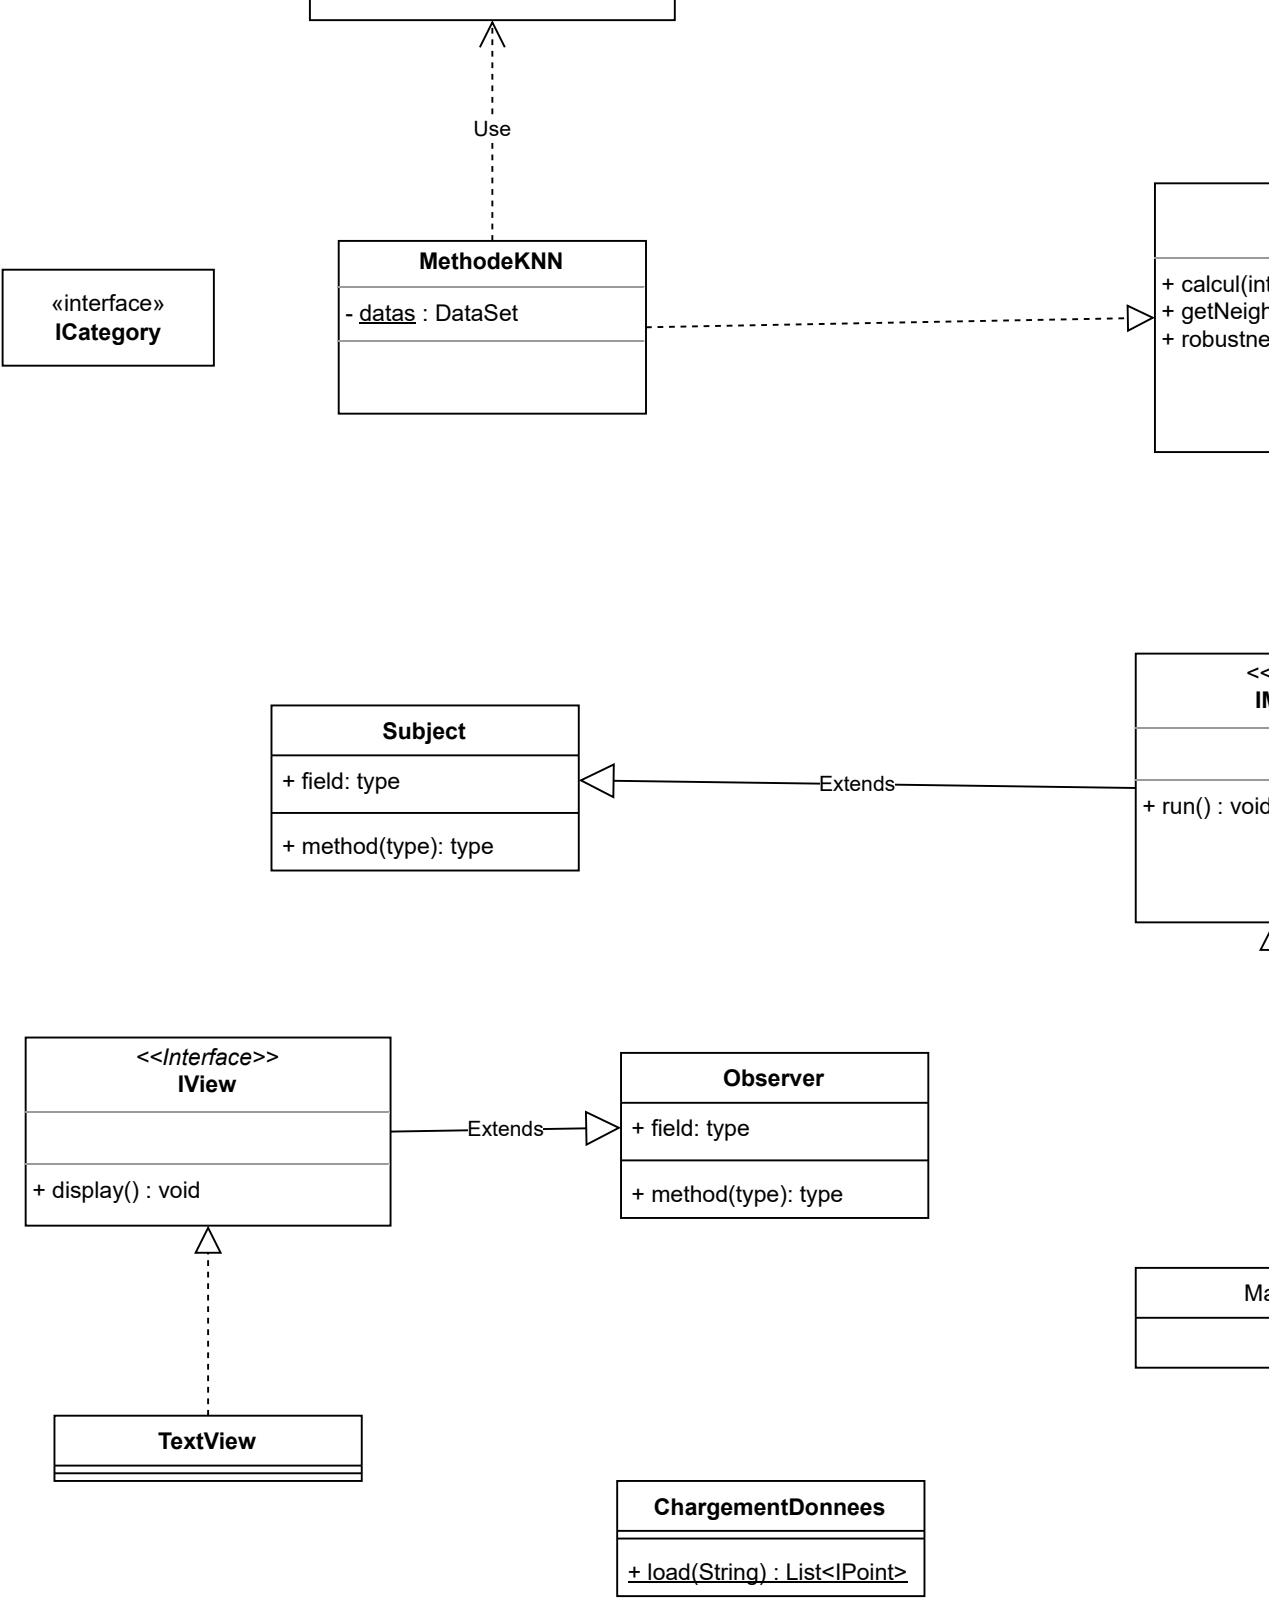 Use
MethodeKNN
- datas : DataSet
«interface»
ICategory
+ calcul(int
+ getNeigh
+ robustne
<<
IM
+ run() : void
Subject
+ field: type
+ method(type): type
Extends
<<Interface>>
IView
+ display() : void
Extends
Observer
+ field: type
+ method(type): type
Ma
TextView
ChargementDonnees
+ load(String) : List<IPoint>